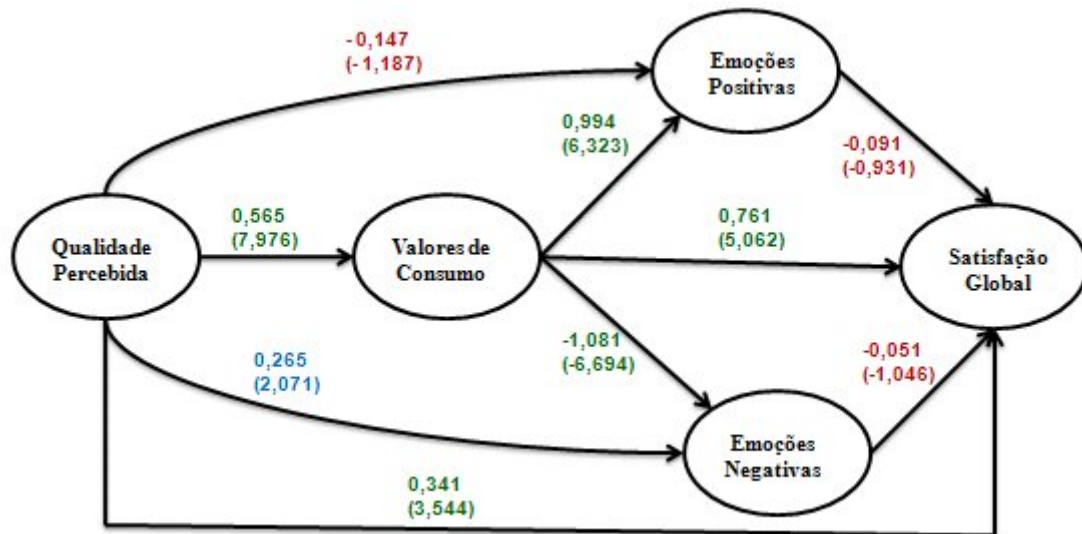 -0,147
(-1,187)
Emoções
Positivas
0,994
(6,323)
-0,091
(-0,931)
0,565
(7,976)
0,761
(5,062)
Qualidade
Percebida
Valores de
Consumo
Satisfação
Global
0,265
(2,071)
-1,081
(-6,694)
-0,051
(-1,046)
Emoções
Negativas
0,341
(3,544)